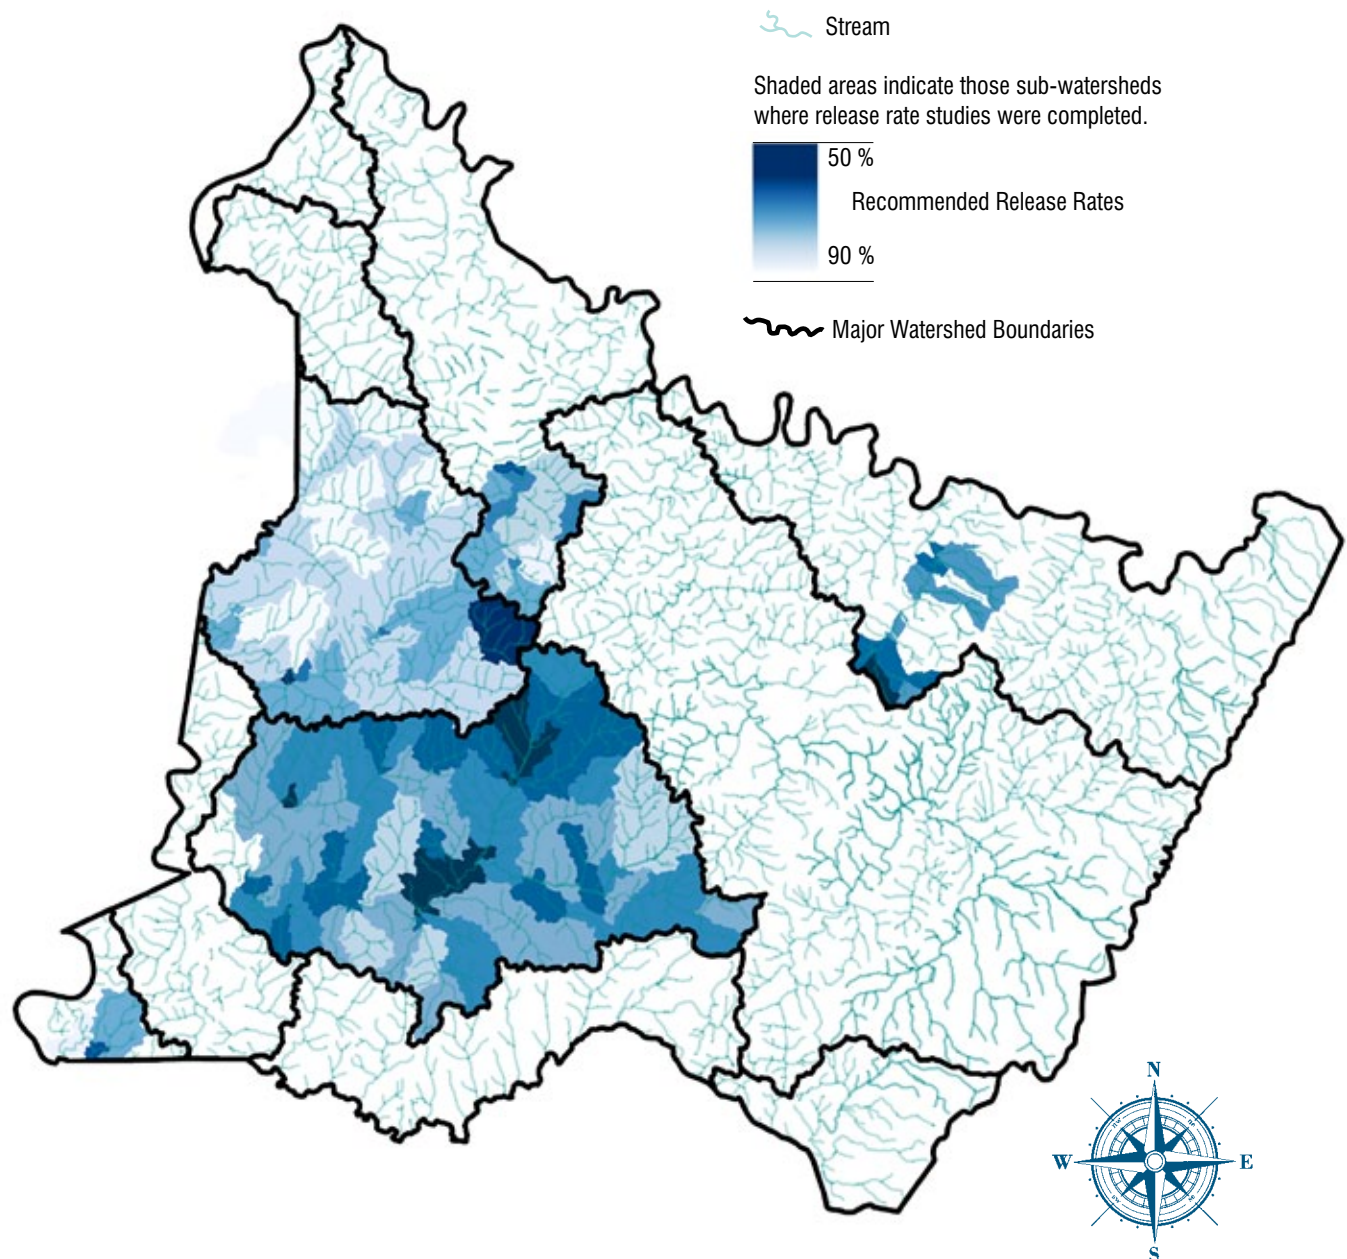 Stream
Shaded areas indicate those sub-watersheds
where release rate studies were completed.
50 %
Recommended Release Rates
90 %
Major Watershed Boundaries
N
W
E
S